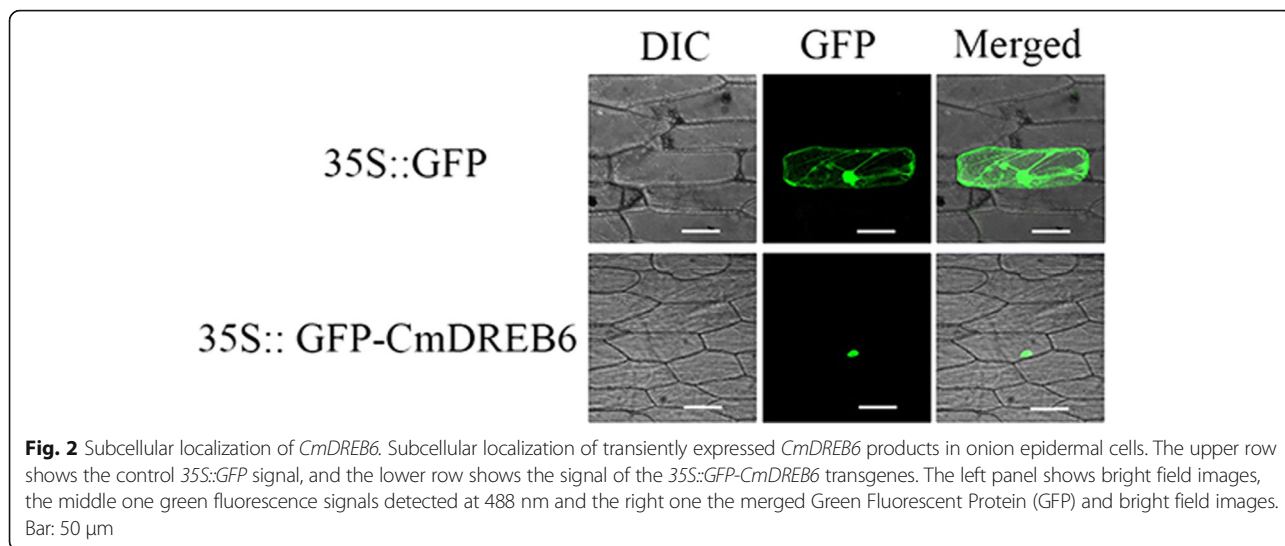 DIC GFP Merged
35S::GFP
35S:: GFP-CmDREB6
Fig. 2 Subcellular localization of CmDREB6. Subcellular localization of transiently expressed CmDREB6 products in onion epidermal cells. The upper row
shows the control 35S::GFP signal, and the lower row shows the signal of the 35S::GFP-CmDREB6 transgenes. The left panel shows bright field images,
the middle one green fluorescence signals detected at 488 nm and the right one the merged Green Fluorescent Protein (GFP) and bright field images.
Bar: 50 μm